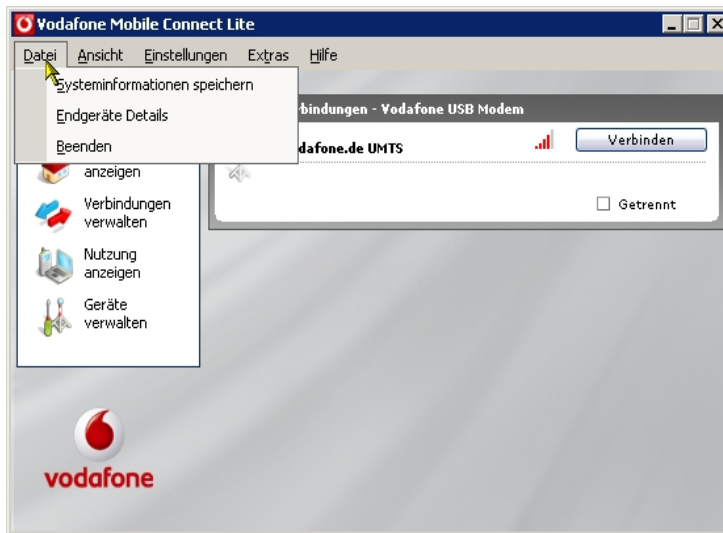 Vodafone Mobile Connect Lite
Datei Ansicht Einstellungen Extras Hilfe
Systeminformationen speichern
Endgeräte Details
Beenden
bindungen - Vodafone USB Modem
dafone.de UMTS
Verbinden
Getrennt
anzeigen
Verbindungen
verwalten
Nutzung
anzeigen
Geräte
verwalten
vodafone